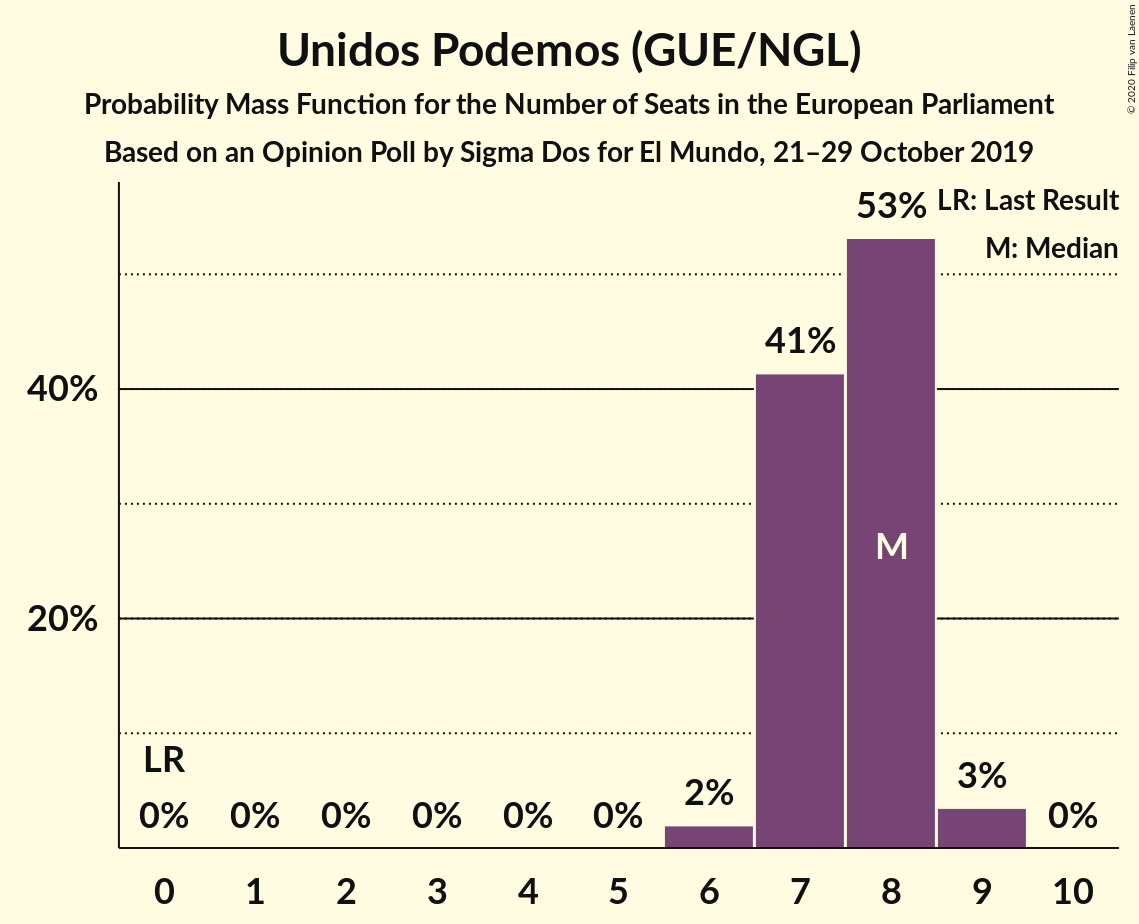 Unidos Podemos (GUE/NGL)
Probability Mass Function for the Number of Seats in the European Parliament
Based on an Opinion Poll by Sigma Dos for El Mundo, 21–29 October 2019
© 2020 Filip van Laenen
LR: Last Result
M: Median
53%
41%
40%
M
20%
LR
0% 0% 0% 0% 0% 0% 2% 3% 0%
0 1 2 3 4 5 6 7 8 9 10